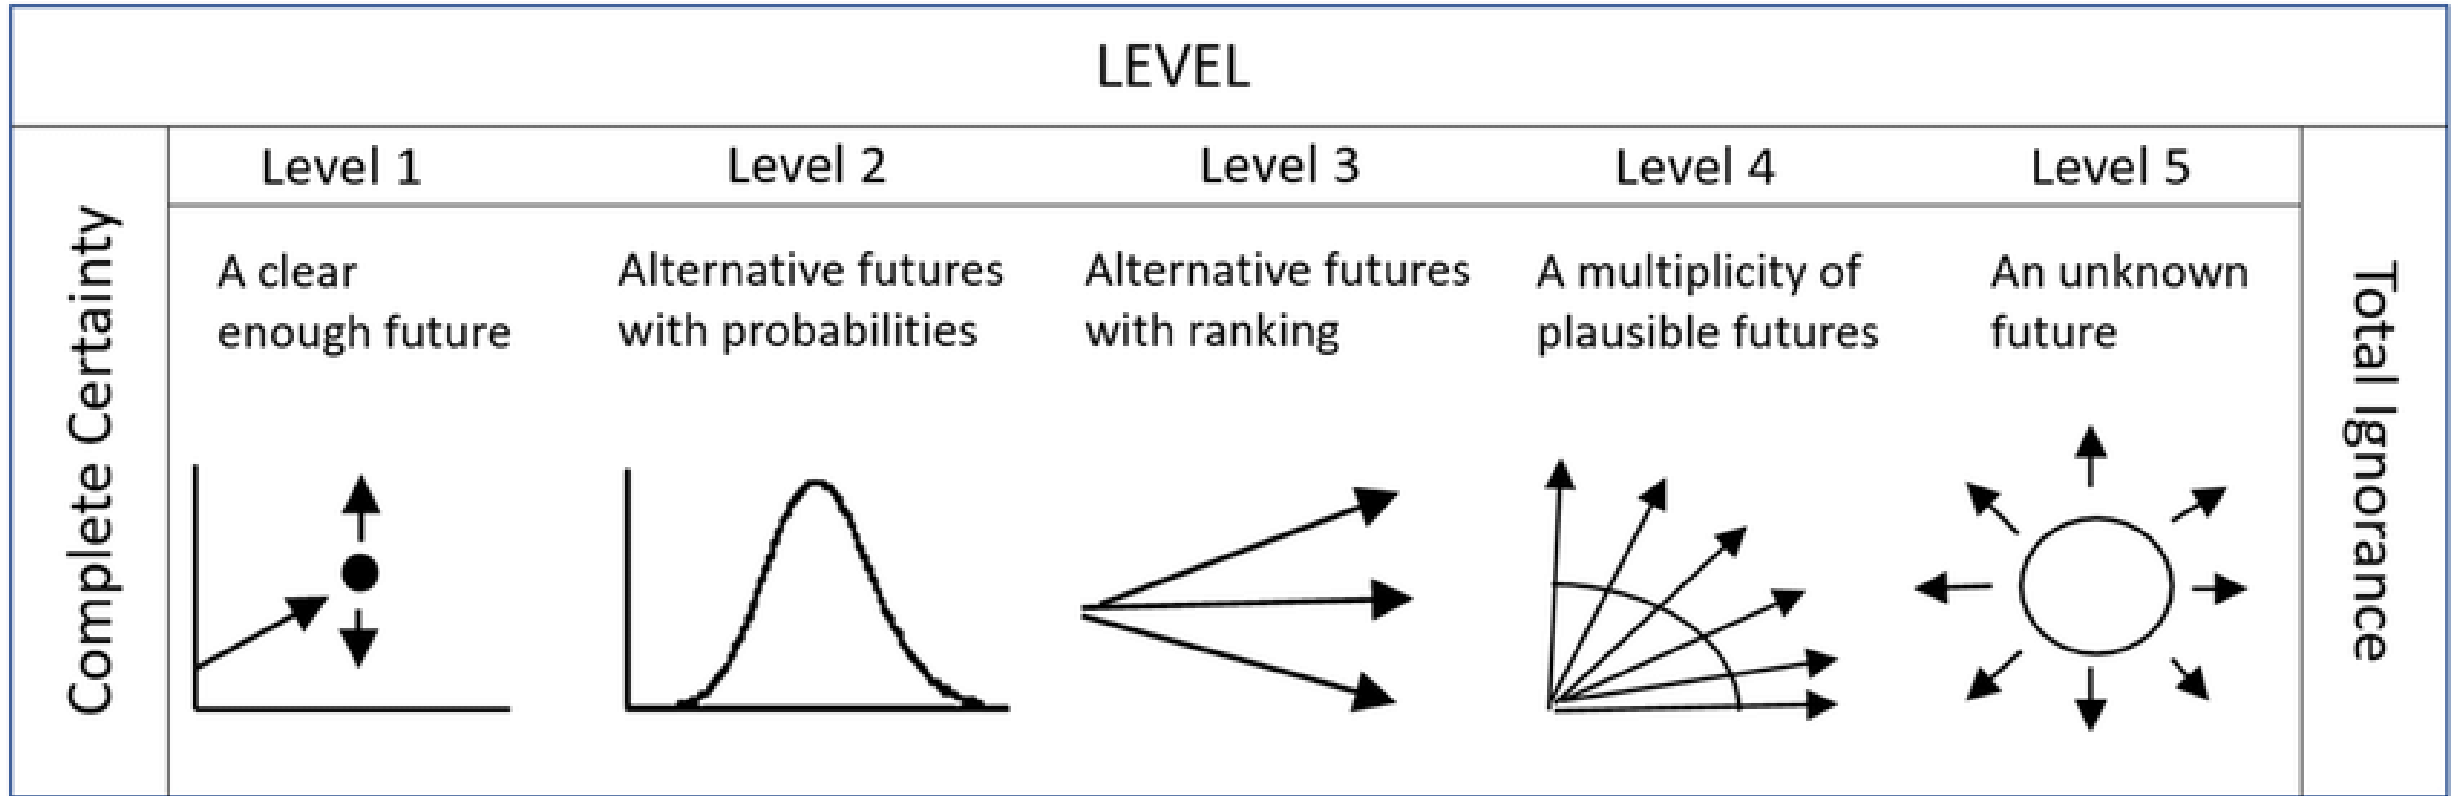 LEVEL
Complete Certainty
Level 1
Level 2
Level 3
Level 4
Level 5
Total Ignorance
A clear
enough future
Alternative futures
with probabilities
Alternative futures
with ranking
A multiplicity of
plausible futures
An unknown
future